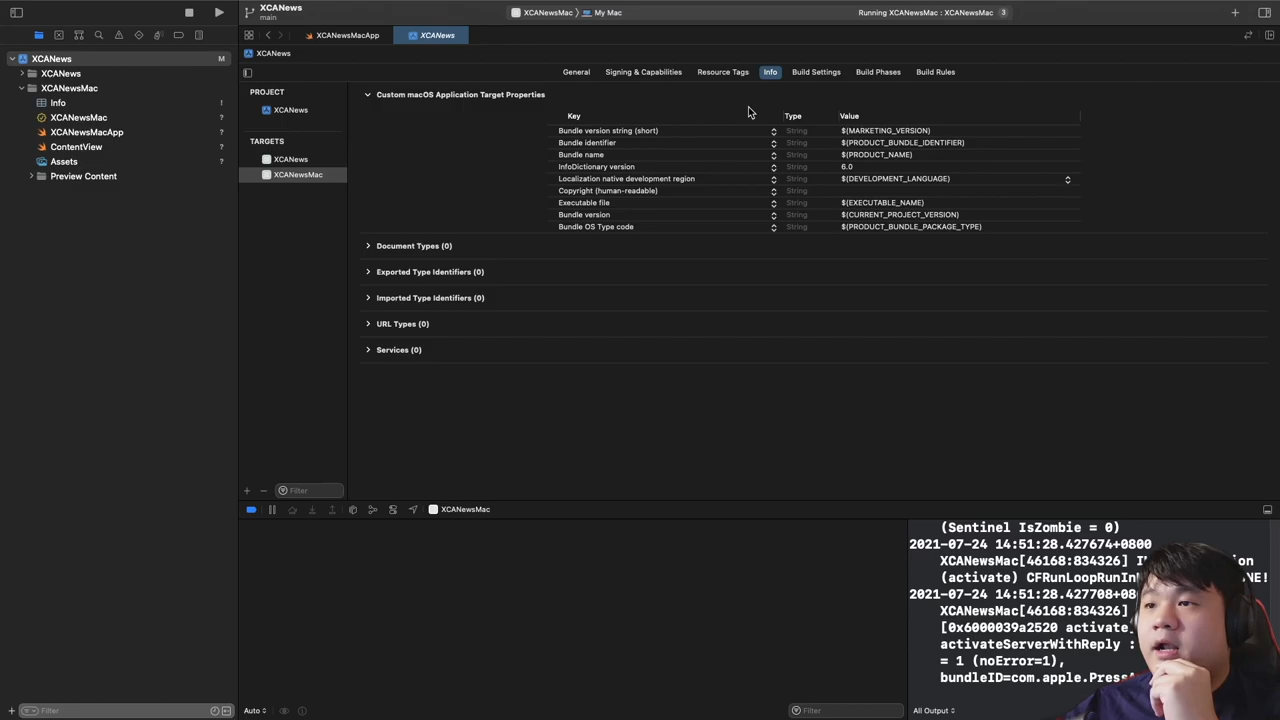 XCANews
main
XCANewsMac
My Mac
Running XCANewsMac : XCANewsMac
3
XCANewsMacApp
XCANews
XCANews
M
XCANews
XCANewsMac
Info
!
XCANewsMac
?
XCANewsMacApp
?
ContentView
?
Assets
?
Preview Content
?
XCANews
General
Signing & Capabilities
Resource Tags
Info
Build Settings
Build Phases
Build Rules
PROJECT
XCANews
TARGETS
XCANews
XCANewsMac
Custom macOS Application Target Properties
Key Type Value
Bundle version string (short) String $(MARKETING_VERSION)
Bundle identifier String $(PRODUCT_BUNDLE_IDENTIFIER)
Bundle name String $(PRODUCT_NAME)
InfoDictionary version String 6.0
Localization native development region String $(DEVELOPMENT_LANGUAGE)
Copyright (human-readable) String
Executable file String $(EXECUTABLE_NAME)
Bundle version String $(CURRENT_PROJECT_VERSION)
Bundle OS Type code String $(PRODUCT_BUNDLE_PACKAGE_TYPE)
Document Types (0)
Exported Type Identifiers (0)
Imported Type Identifiers (0)
URL Types (0)
Services (0)
Filter
XCANewsMac
(Sentinel IsZombie = 0)
2021-07-24 14:51:28.427674+0800
XCANewsMac[46168:834326]
(activate)
2021-07-24 14:51:28.427708+08
XCANewsMac[46168:834326]
[0x6000039a2520 activate
activateServerWithReply :
= 1 (noError=1),
Filter
Auto
Filter
All Output